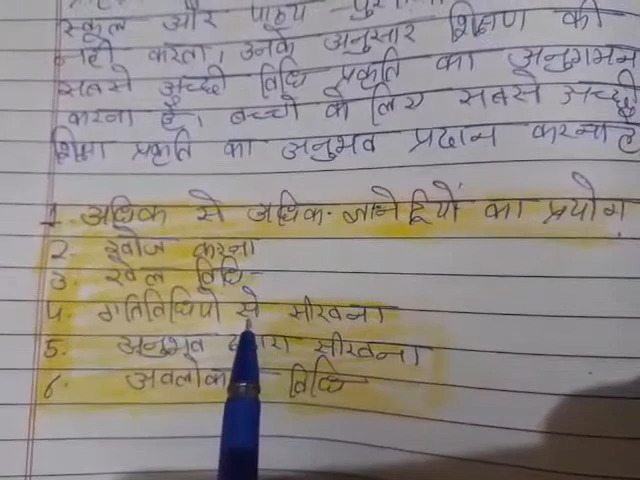 स्कूल और पाठ्य-
नही करता, उनके अनुसार शिक्षण की
सबसे अच्छी विधि प्रकृति का अनुगमन
करना है, बच्चो के लिए सबसे अच्छी
शिक्षा प्रकृति का अनुभव प्रदान करना है
1. अधिक से अधिक ज्ञानेंद्रियों का प्रयोग,
2. खोज करना
3. खेल विधि-
4. गतिविधियो से सीखना
5. अनुभव द्वारा सीखना
6. अवलोकन विधि